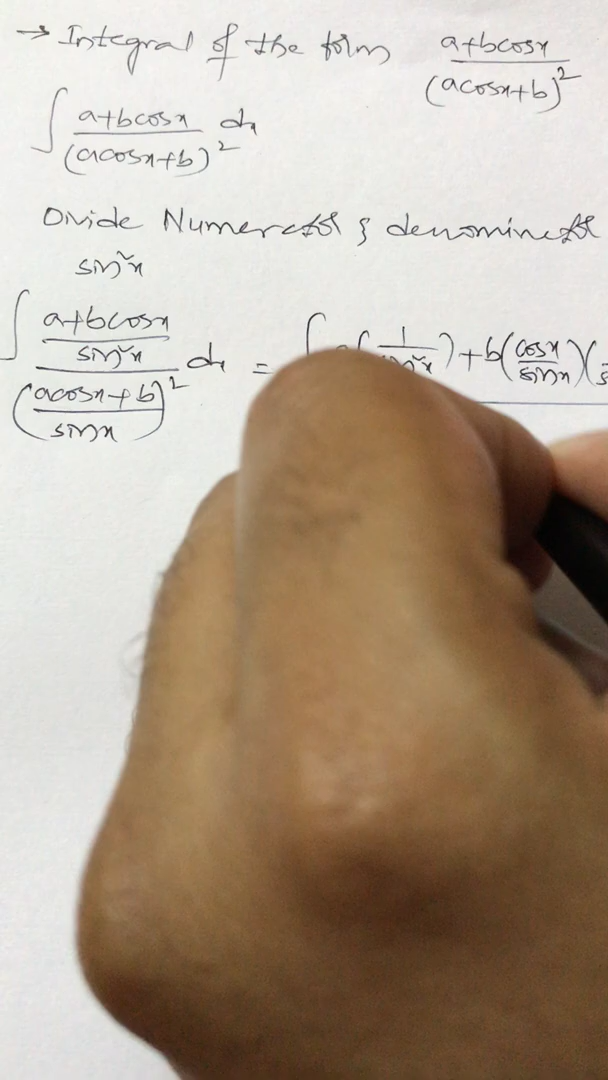 → Integral of the form a+bcosx/(acosx+b)²
∫ a+bcosx/(acosx+b)² dx
Divide Numerator & denominator
sin²x
∫ (a+bcosx/sin²x)/((acosx+b)/sinx)² dx = ∫ (1/sin²x)+b(cosx/sinx)(